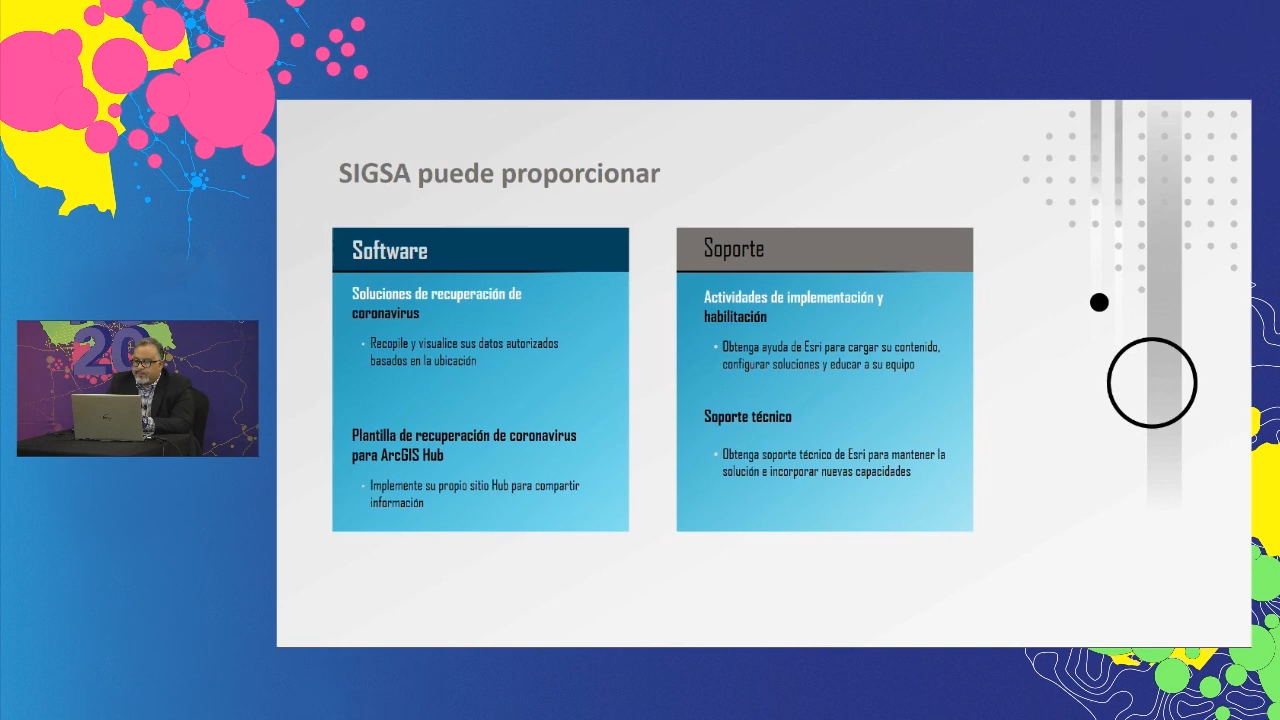 SIGSA puede proporcionar
Software
Soluciones de recuperación de
coronavirus
Recopile y visualice sus datos autorizados
basados en la ubicación
Plantilla de recuperación de coronavirus
para ArcGIS Hub
Implemente su propio sitio Hub para compartir
información
Soporte
Actividades de implementación y
habilitación
Obtenga ayuda de Esri para cargar su contenido,
configurar soluciones y educar a su equipo
Soporte técnico
Obtenga soporte técnico de Esri para mantener la
solución e incorporar nuevas capacidades
20